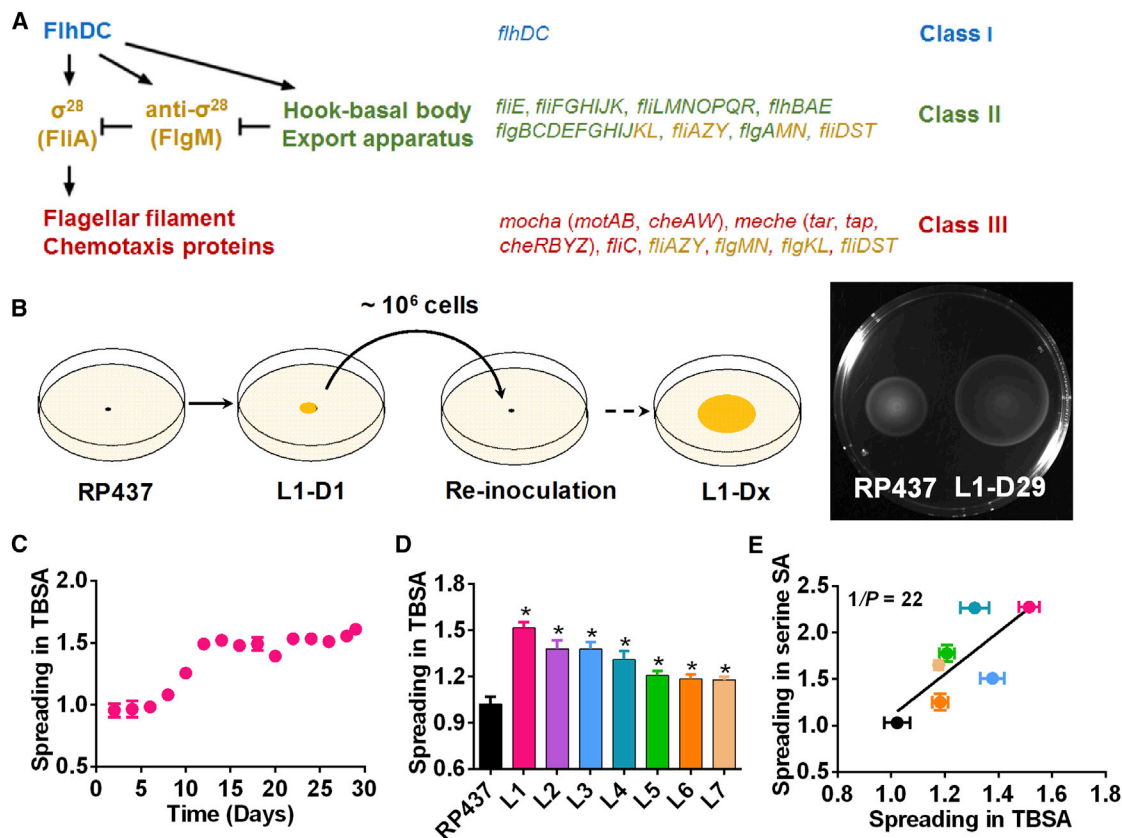 A
FlhDC
flhDC
Class I
σ²⁸
(FliA)
anti-σ²⁸
(FlgM)
Hook-basal body
Export apparatus
fliE, fliFGHIJK, fliLMNOPQR, flhBAE
flgBCDEFGHIJKL, fliAZY, flgAMN, fliDST
Class II
Flagellar filament
Chemotaxis proteins
mocha (motAB, cheAW), meche (tar, tap,
cheRBYZ), fliC, fliAZY, flgMN, flgKL, fliDST
Class III
B
~ 10⁶ cells
RP437
L1-D1
Re-inoculation
L1-Dx
RP437
L1-D29
C
Spreading in TBSA
2.0
1.5
1.0
0.5
0 5 10 15 20 25 30
Time (Days)
D
Spreading in TBSA
1.8
1.5
1.2
0.9
0.6
* * * * * * *
RP437 L1 L2 L3 L4 L5 L6 L7
E
Spreading in serine SA
1/P = 22
2.5
2.0
1.5
1.0
0.5
0.8 1.0 1.2 1.4 1.6 1.8
Spreading in TBSA